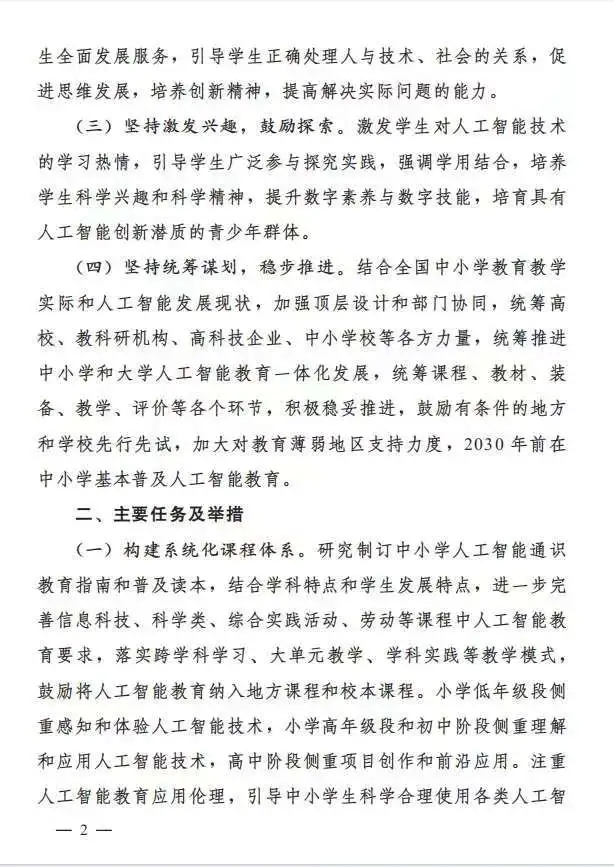 生全面发展服务，引导学生正确处理人与技术、社会的关系，促
进思维发展，培养创新精神，提高解决实际问题的能力。
（三）坚持激发兴趣，鼓励探索。激发学生对人工智能技术
的学习热情，引导学生广泛参与探究实践，强调学用结合，培养
学生科学兴趣和科学精神，提升数字素养与数字技能，培育具有
人工智能创新潜质的青少年群体。
（四）坚持统筹谋划，稳步推进。结合全国中小学教育教学
实际和人工智能发展现状，加强顶层设计和部门协同，统筹高
校、教科研机构、高科技企业、中小学校等各方力量，统筹推进
中小学和大学人工智能教育一体化发展，统筹课程、教材、装
备、教学、评价等各个环节，积极稳妥推进，鼓励有条件的地方
和学校先行先试，加大对教育薄弱地区支持力度，2030 年前在
中小学基本普及人工智能教育。
二、主要任务及举措
（一）构建系统化课程体系。研究制订中小学人工智能通识
教育指南和普及读本，结合学科特点和学生发展特点，进一步完
善信息科技、科学类、综合实践活动、劳动等课程中人工智能教
育要求，落实跨学科学习、大单元教学、学科实践等教学模式，
鼓励将人工智能教育纳入地方课程和校本课程。小学低年级段侧
重感知和体验人工智能技术，小学高年级段和初中阶段侧重理解
和应用人工智能技术，高中阶段侧重项目创作和前沿应用。注重
人工智能教育应用伦理，引导中小学生科学合理使用各类人工智
— 2 —